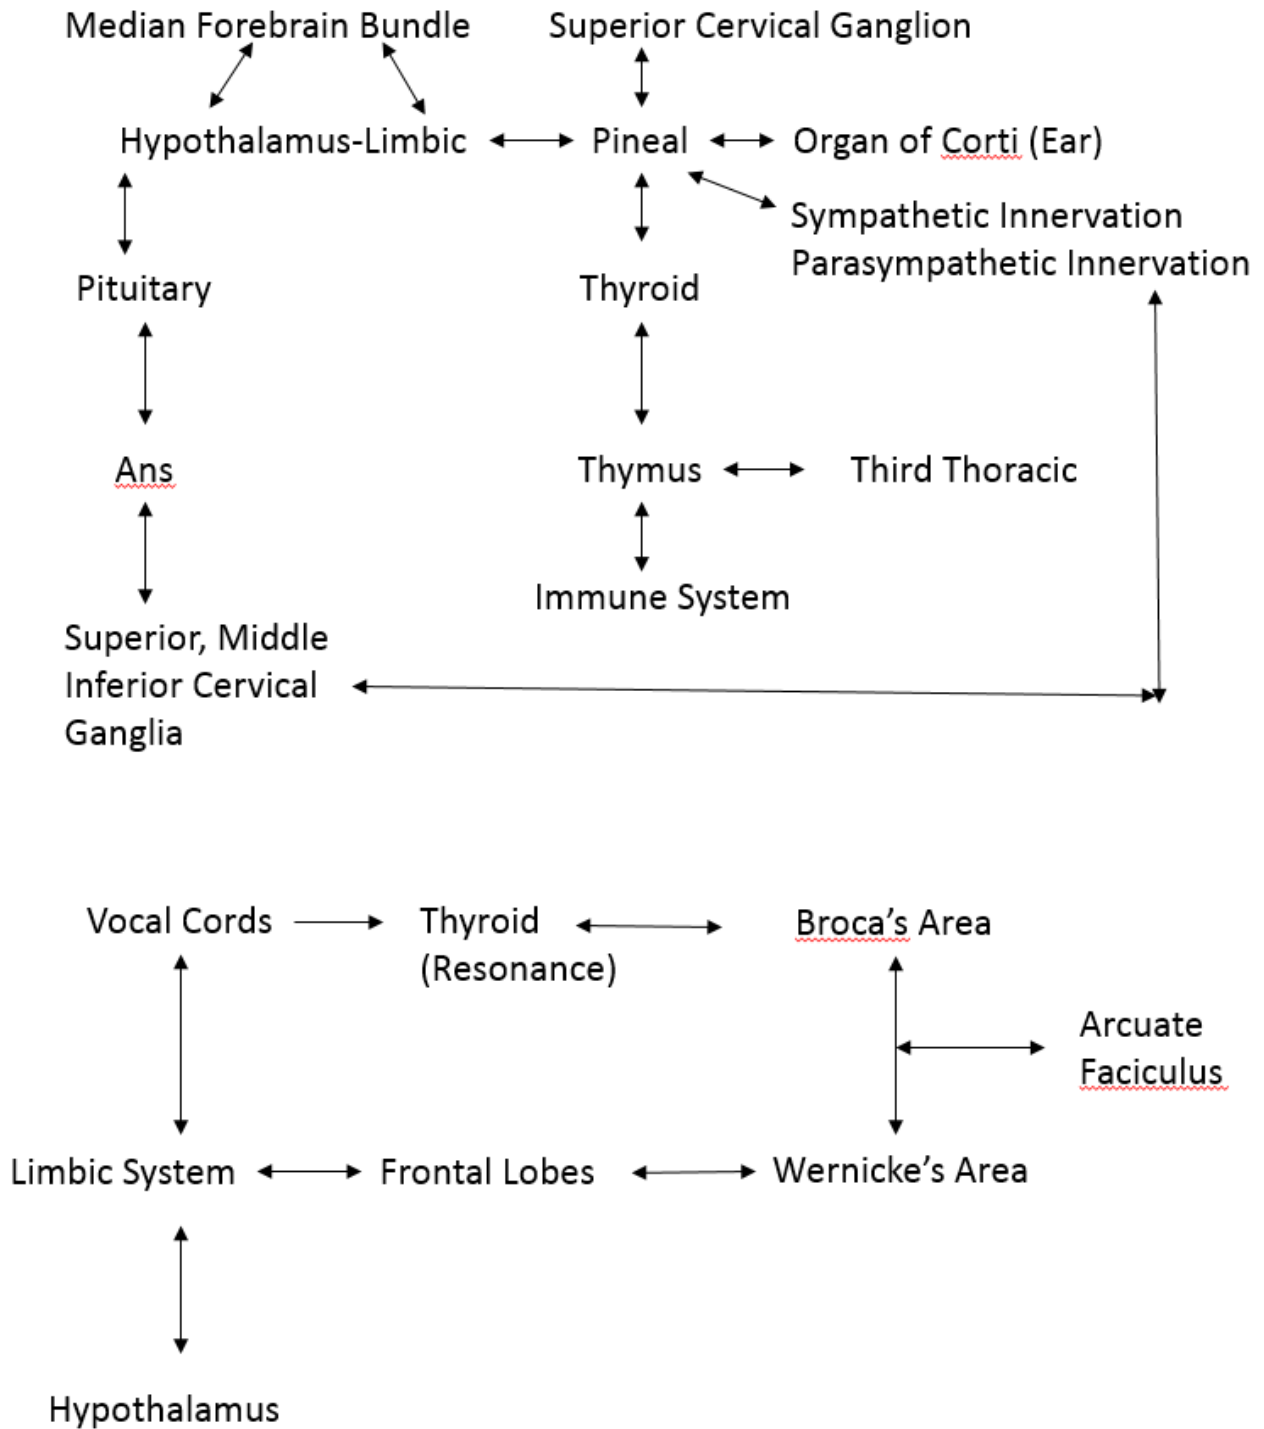 Median Forebrain Bundle
Superior Cervical Ganglion
Hypothalamus-Limbic
Pineal
Organ of Corti (Ear)
Sympathetic Innervation
Parasympathetic Innervation
Pituitary
Thyroid
Ans
Thymus
Third Thoracic
Immune System
Superior, Middle
Inferior Cervical
Ganglia
Vocal Cords
Thyroid
(Resonance)
Broca’s Area
Arcuate
Faciculus
Limbic System
Frontal Lobes
Wernicke’s Area
Hypothalamus